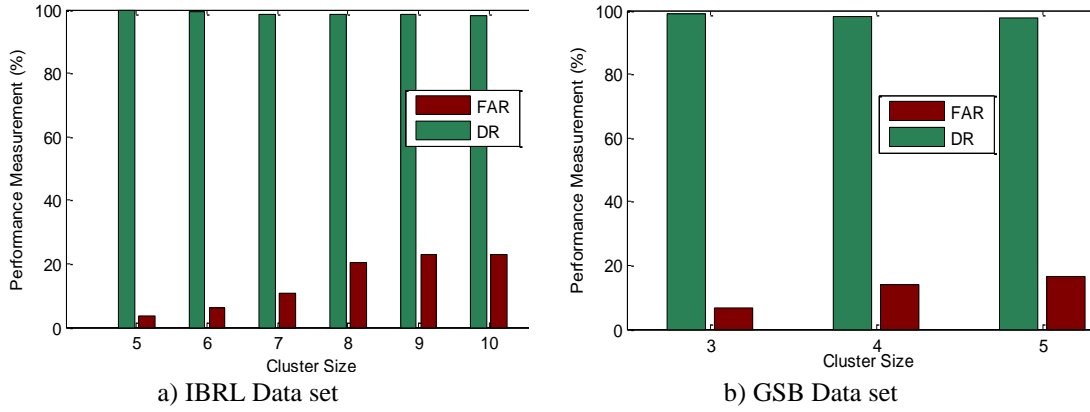 100
80
60
40
20
0
Performance Measurement (%)
FAR
DR
5 6 7 8 9 10
Cluster Size
a) IBRL Data set
100
80
60
40
20
0
Performance Measurement (%)
FAR
DR
3 4 5
Cluster Size
b) GSB Data set